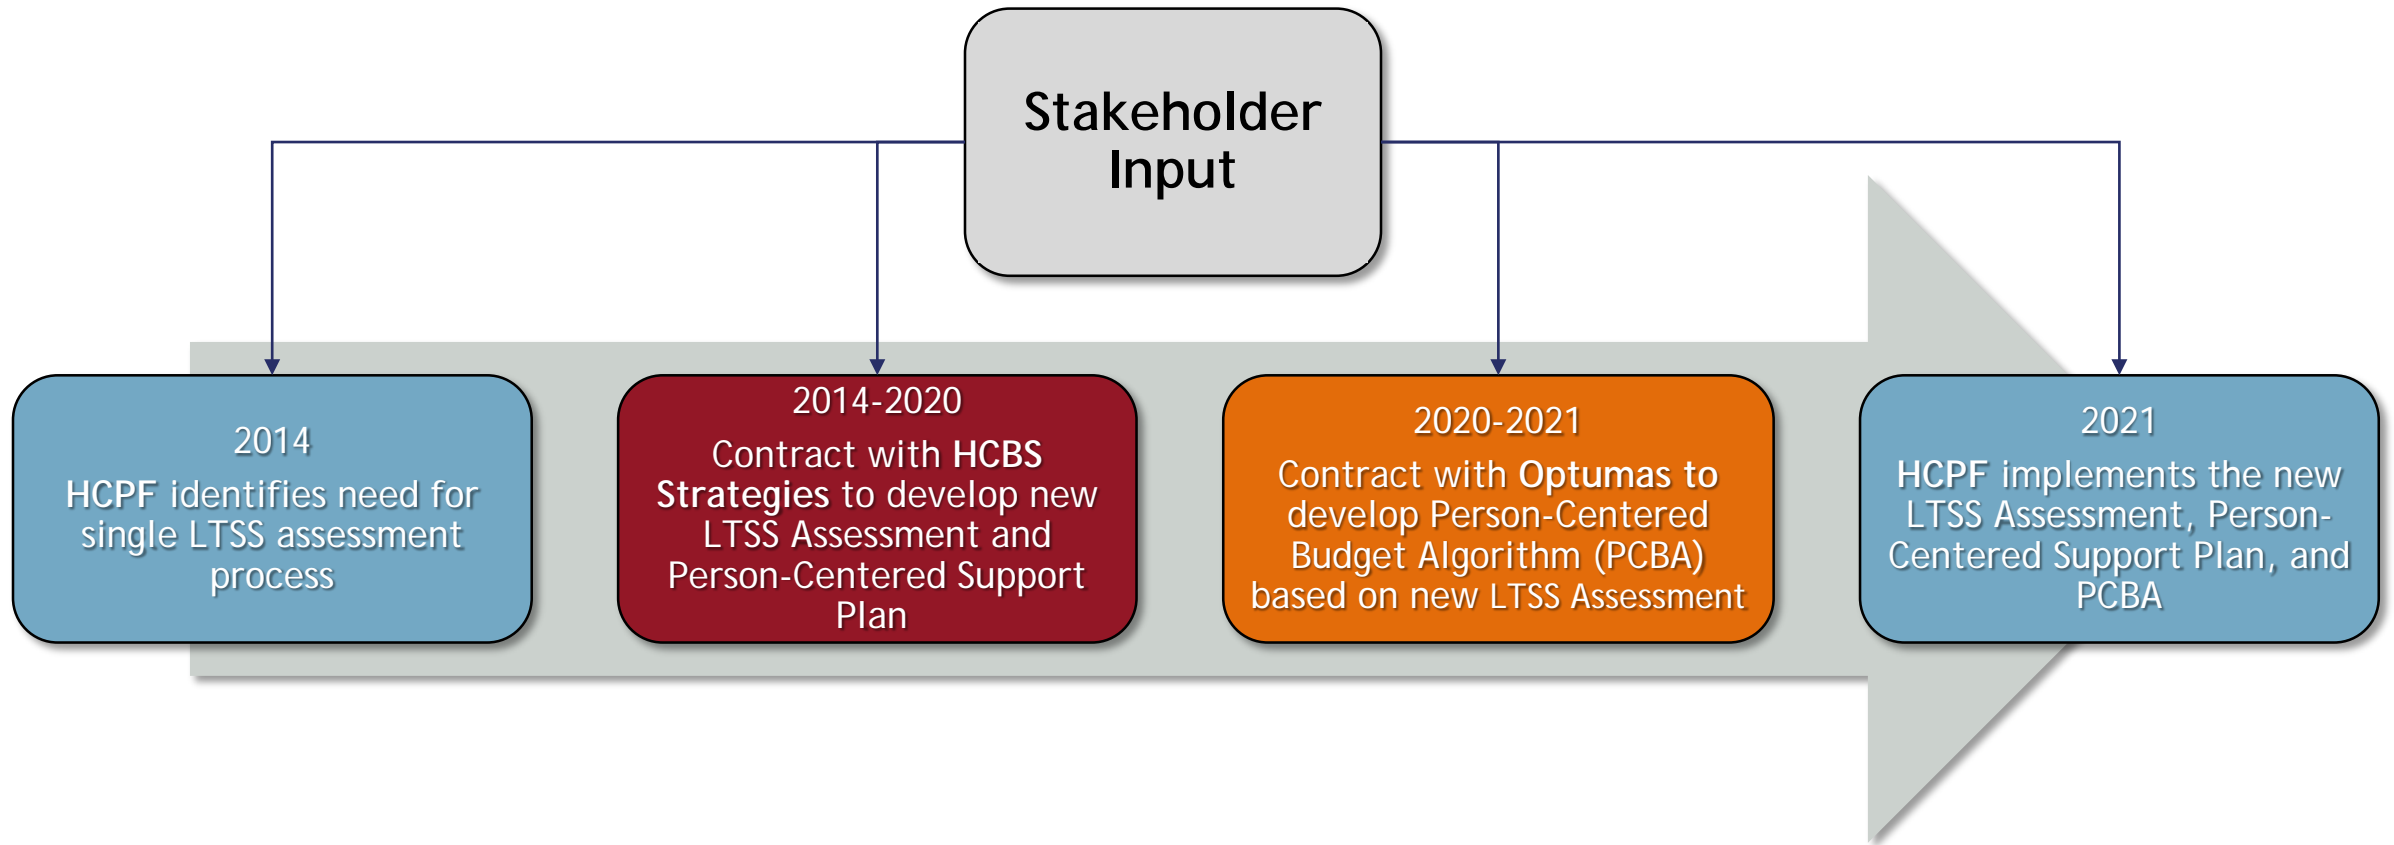 Stakeholder
Input
2014
HCPF identifies need for
single LTSS assessment
process
2014-2020
Contract with HCBS
Strategies to develop new
LTSS Assessment and
Person-Centered Support
Plan
2020-2021
Contract with Optumas to
develop Person-Centered
Budget Algorithm (PCBA)
based on new LTSS Assessment
2021
HCPF implements the new
LTSS Assessment, Person-
Centered Support Plan, and
PCBA